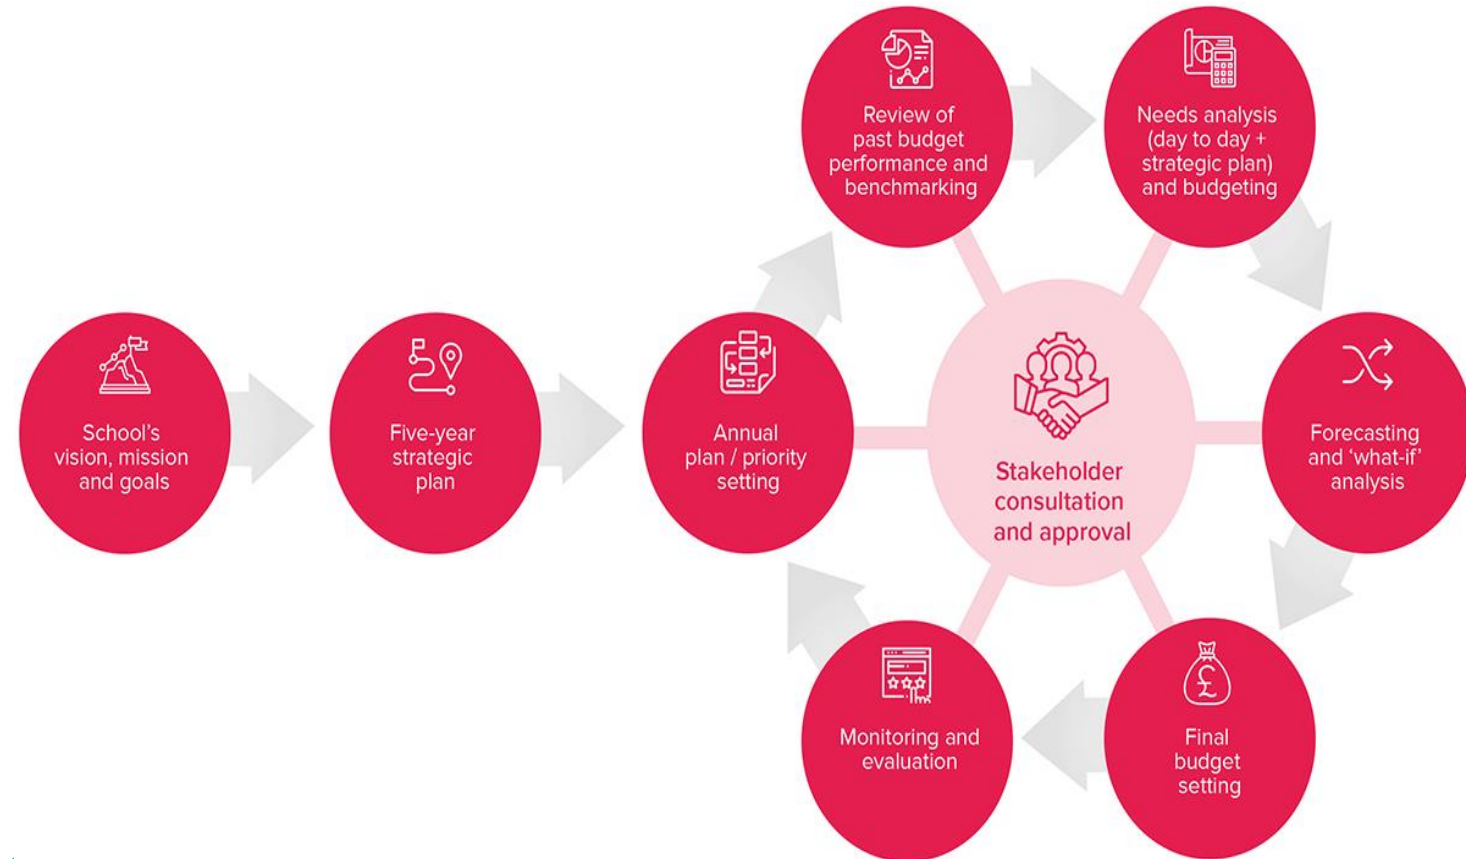 School's
vision, mission
and goals
Five-year
strategic
plan
Annual
plan / priority
setting
Review of
past budget
performance and
benchmarking
Needs analysis
(day to day +
strategic plan)
and budgeting
Forecasting
and ‘what-if’
analysis
£
Final
budget
setting
Monitoring and
evaluation
Stakeholder
consultation
and approval